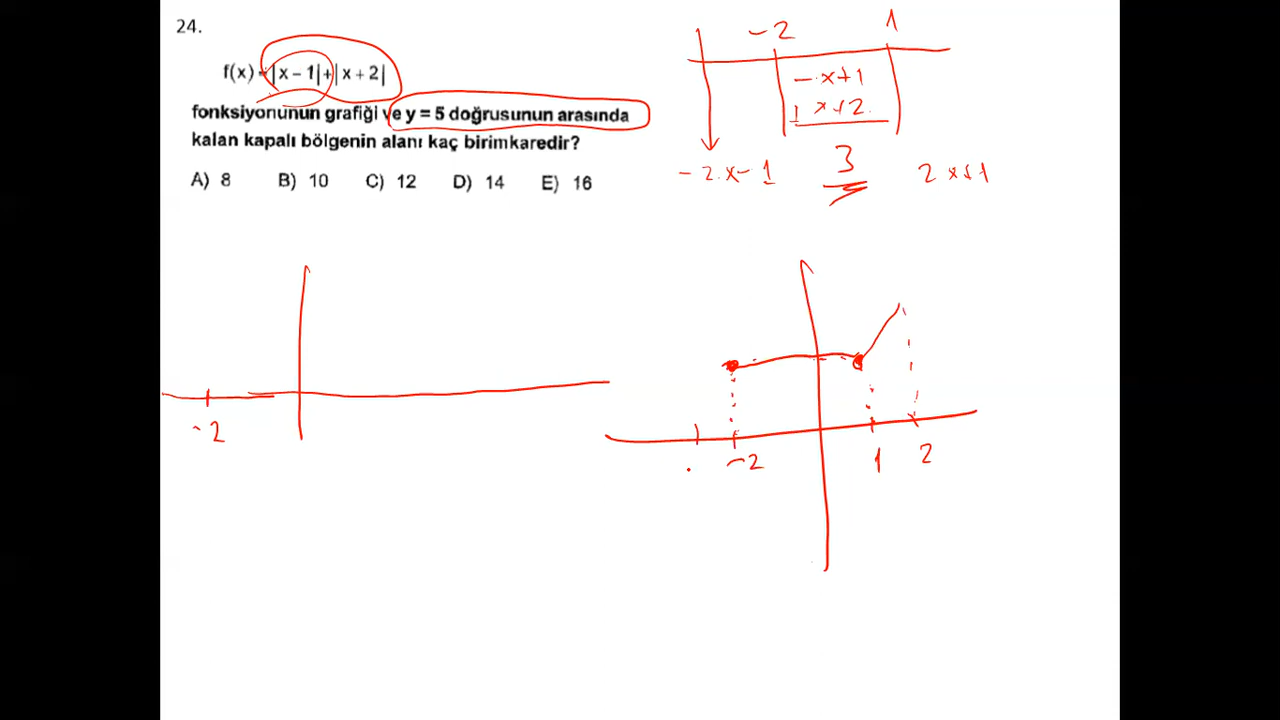 24.
f(x) = |x − 1| + |x + 2|
fonksiyonunun grafiği ve y = 5 doğrusunun arasında
kalan kapalı bölgenin alanı kaç birimkaredir?
A) 8 B) 10 C) 12 D) 14 E) 16
-2 1
-x+1
x+2
-2x-1 3 2x+1
-2
-2 1 2